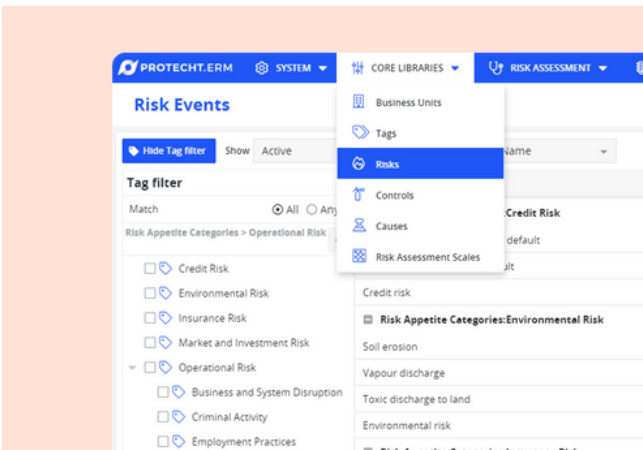 PROTECHT.ERM SYSTEM CORE LIBRARIES RISK ASSESSMENT
Risk Events
Business Units
Tags
Hide Tag filter Show Active Name
Risks
Tag filter
Controls
Match All Any
:Credit Risk
Risk Appetite Categories > Operational Risk
Causes
default
Risk Assessment Scales
Credit Risk
Environmental Risk
Credit risk
Insurance Risk
Risk Appetite Categories:Environmental Risk
Market and Investment Risk
Soil erosion
Operational Risk
Vapour discharge
Business and System Disruption
Toxic discharge to land
Criminal Activity
Environmental risk
Employment Practices